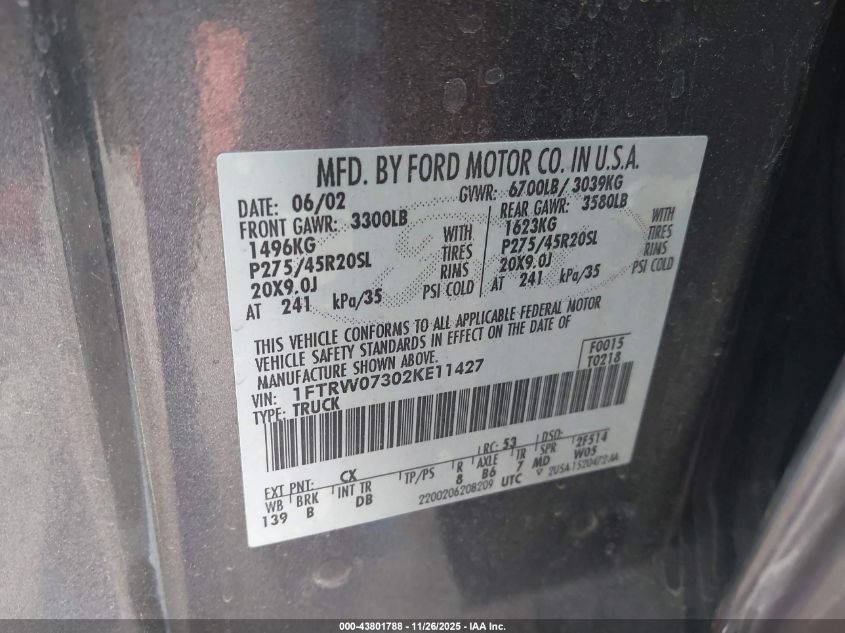 MFD. BY FORD MOTOR CO. IN U.S.A.
DATE: 06/02 GVWR: 6700LB/ 3039KG
FRONT GAWR: 3300LB REAR GAWR: 3580LB
1496KG WITH 1623KG WITH
P275/45R20SL TIRES P275/45R20SL TIRES
20X9.0J RIMS 20X9.0J RIMS
AT 241 kPa/35 PSI COLD AT 241 kPa/35 PSI COLD
THIS VEHICLE CONFORMS TO ALL APPLICABLE FEDERAL MOTOR
VEHICLE SAFETY STANDARDS IN EFFECT ON THE DATE OF
MANUFACTURE SHOWN ABOVE.
VIN: 1FTRW07302KE11427 F0015
TYPE: TRUCK T0218
EXT PNT: CX RC: 53 DSO: 2F514
WB BRK INT TR TP/PS R AXLE TR SPR W05
139 B DB 8 B6 7 MD
2200206208209 UTC
000-43801788 - 11/26/2025 - IAA Inc.